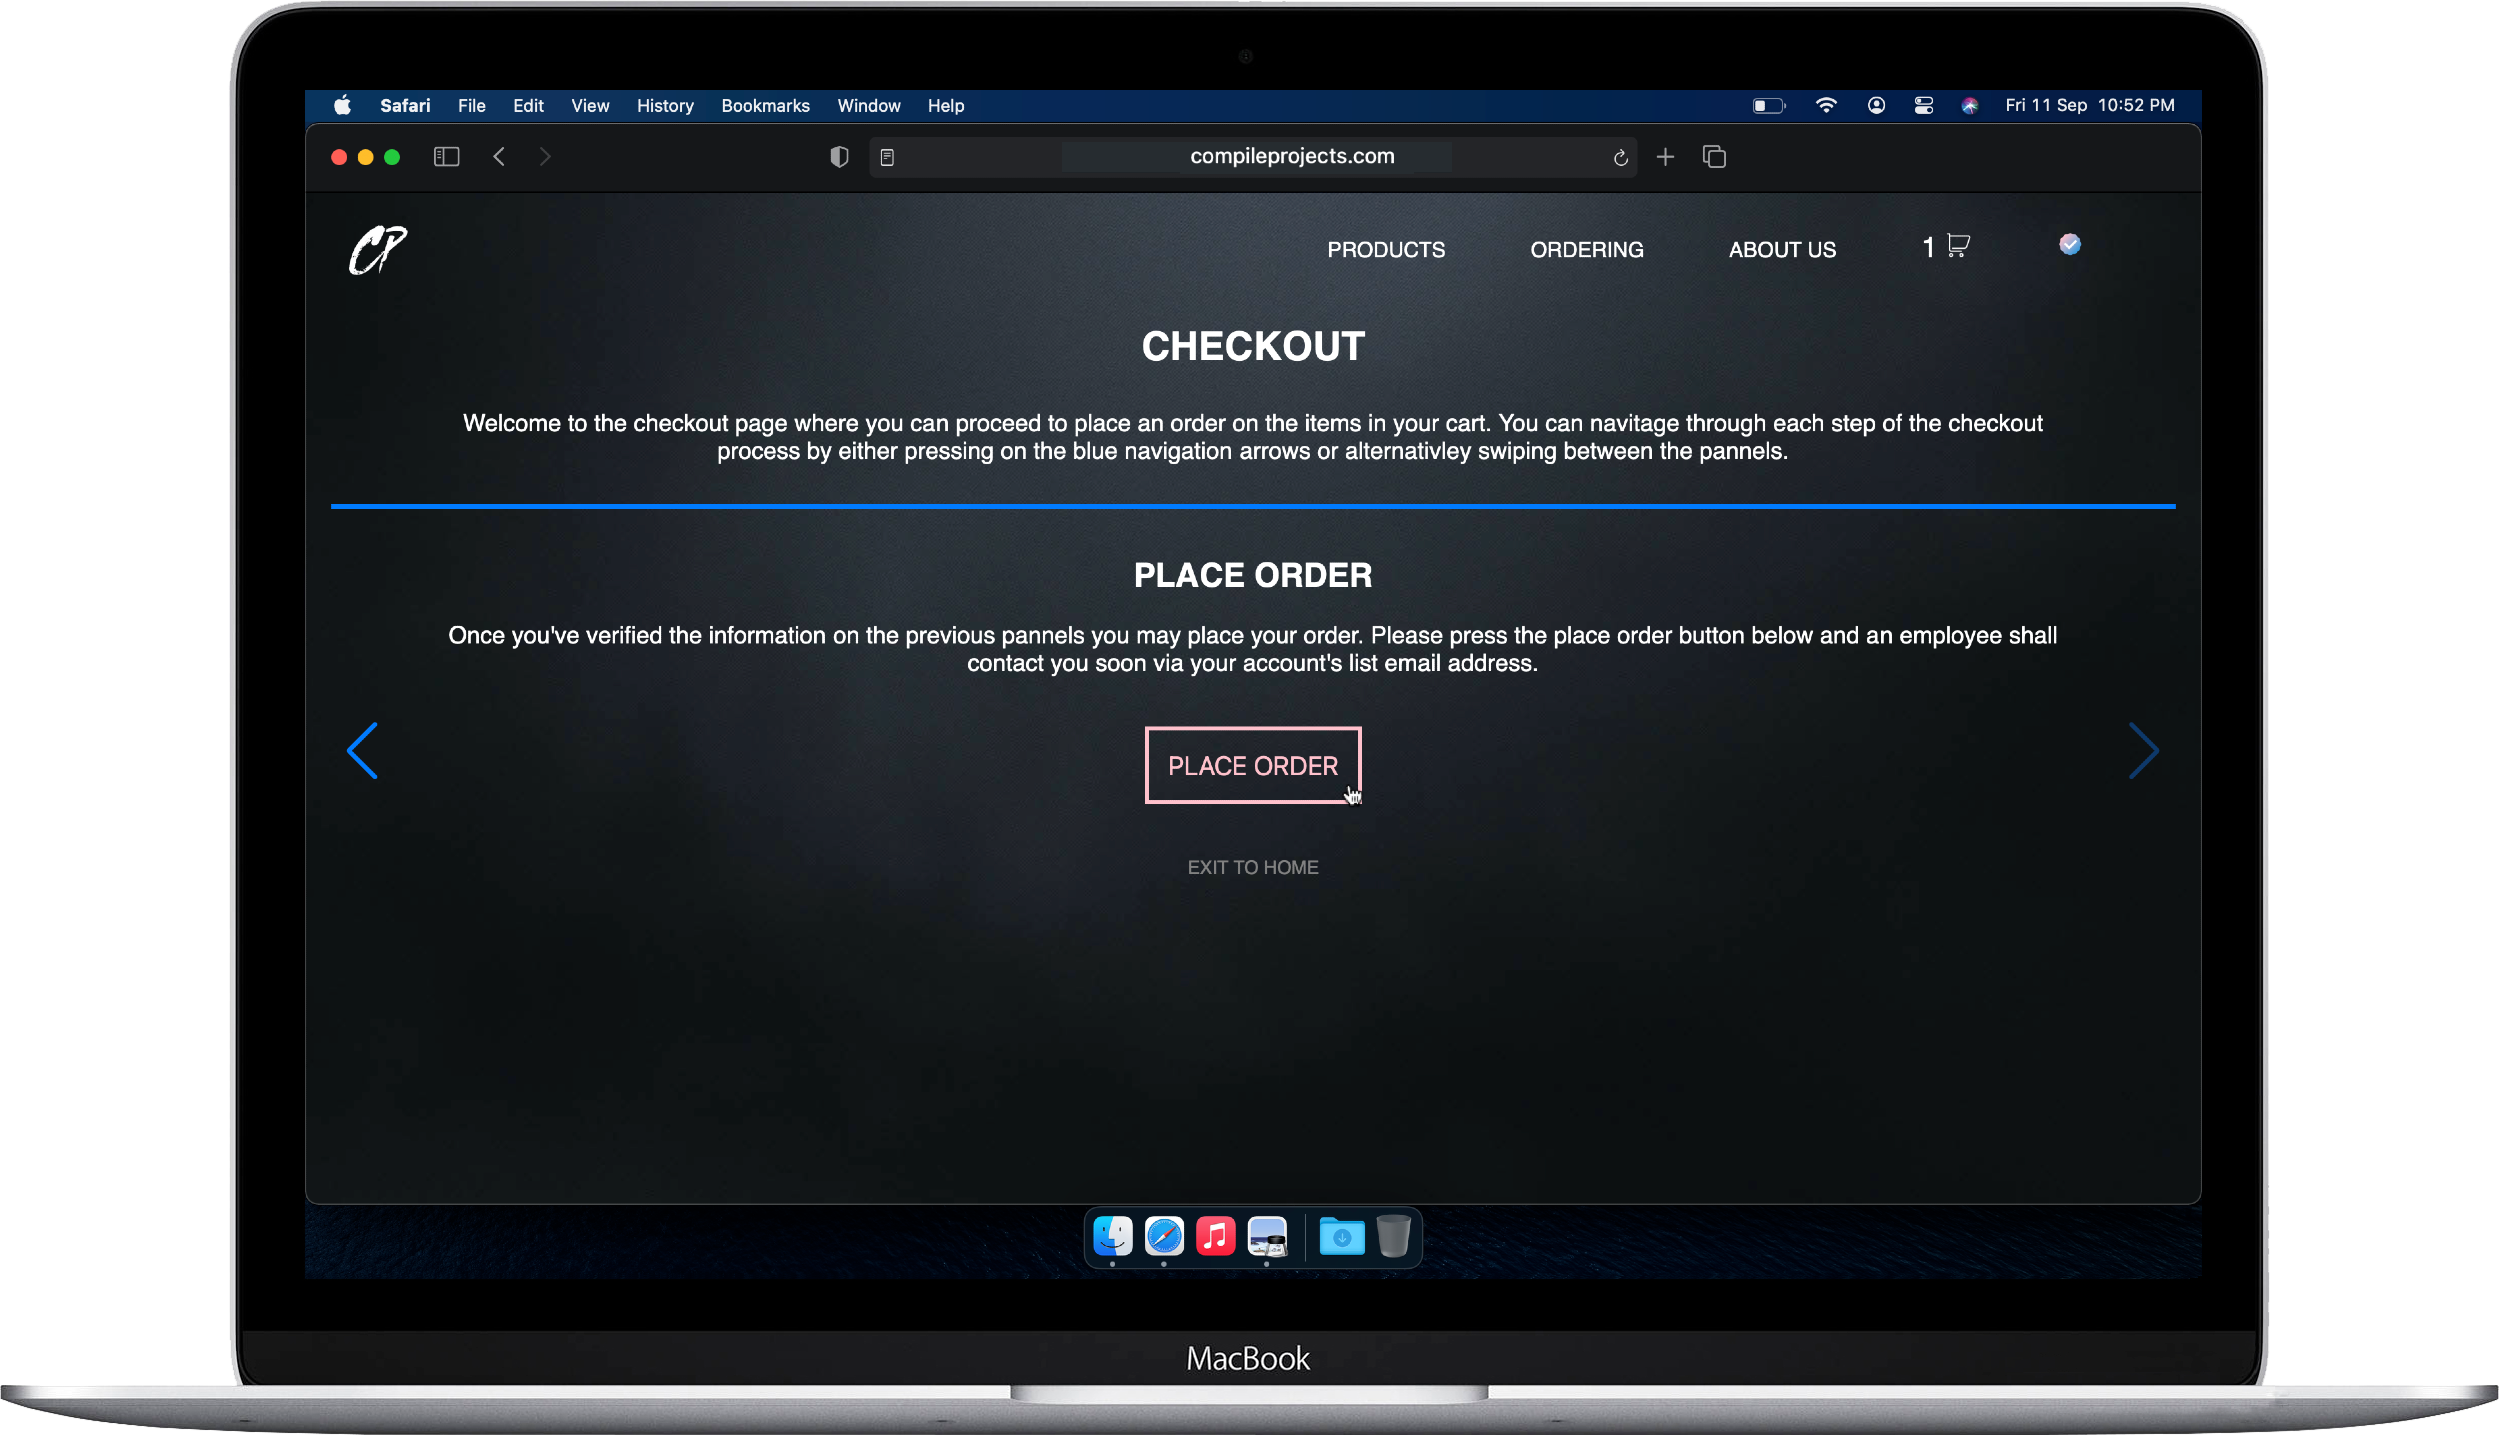 Safari File Edit View History Bookmarks Window Help Fri 11 Sep 10:52 PM
compileprojects.com
CP PRODUCTS ORDERING ABOUT US 1
CHECKOUT
Welcome to the checkout page where you can proceed to place an order on the items in your cart. You can navitage through each step of the checkout
process by either pressing on the blue navigation arrows or alternativley swiping between the pannels.
PLACE ORDER
Once you've verified the information on the previous pannels you may place your order. Please press the place order button below and an employee shall
contact you soon via your account's list email address.
PLACE ORDER
EXIT TO HOME
MacBook